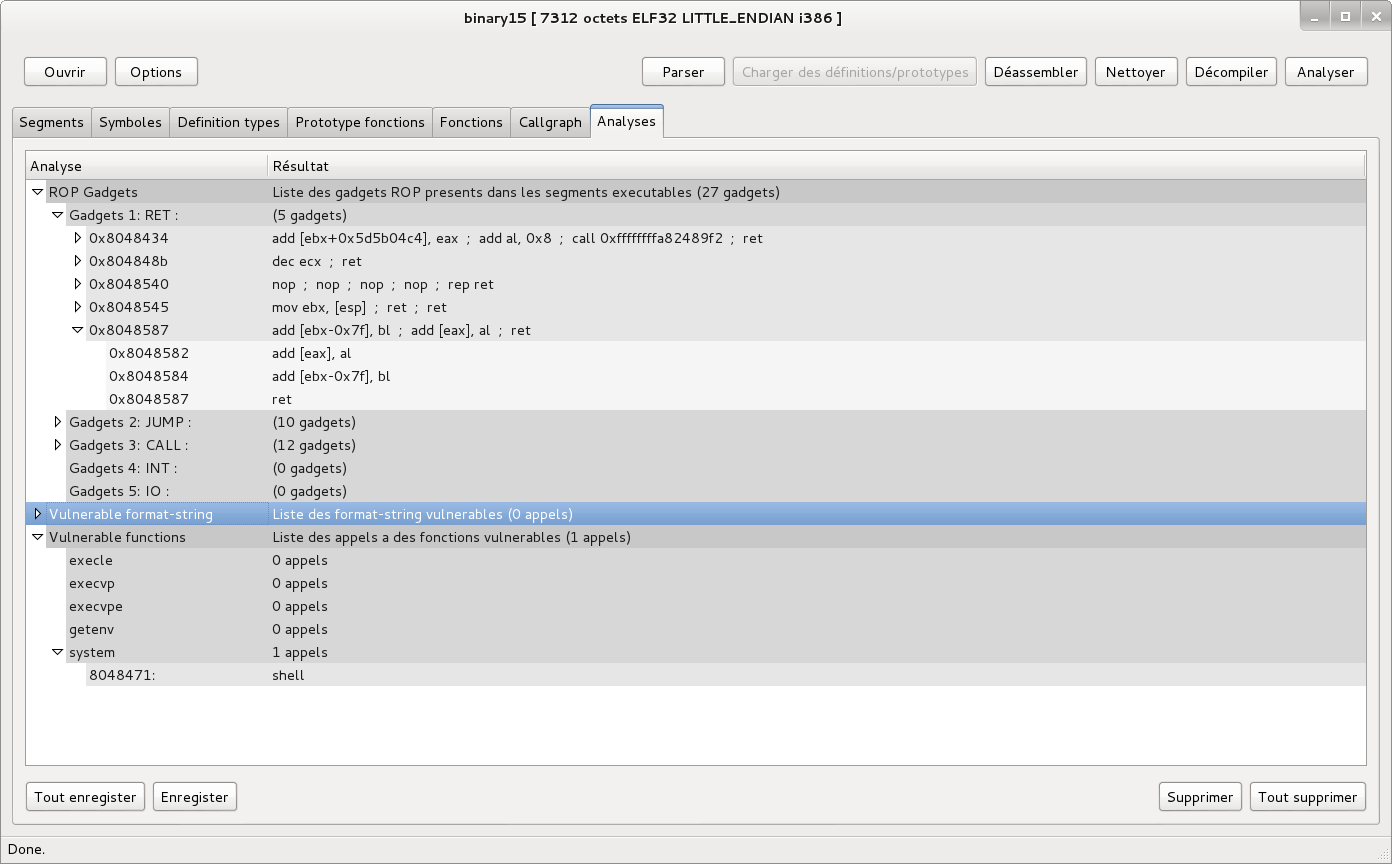 binary15 [ 7312 octets ELF32 LITTLE_ENDIAN i386 ]
Ouvrir Options Parser Charger des définitions/prototypes Déassembler Nettoyer Décompiler Analyser
Segments Symboles Definition types Prototype fonctions Fonctions Callgraph Analyses
Analyse Résultat
ROP Gadgets Liste des gadgets ROP presents dans les segments executables (27 gadgets)
Gadgets 1: RET : (5 gadgets)
0x8048434 add [ebx+0x5d5b04c4], eax ; add al, 0x8 ; call 0xffffffffa82489f2 ; ret
0x804848b dec ecx ; ret
0x8048540 nop ; nop ; nop ; nop ; rep ret
0x8048545 mov ebx, [esp] ; ret ; ret
0x8048587 add [ebx-0x7f], bl ; add [eax], al ; ret
0x8048582 add [eax], al
0x8048584 add [ebx-0x7f], bl
0x8048587 ret
Gadgets 2: JUMP : (10 gadgets)
Gadgets 3: CALL : (12 gadgets)
Gadgets 4: INT : (0 gadgets)
Gadgets 5: IO : (0 gadgets)
Vulnerable format-string Liste des format-string vulnerables (0 appels)
Vulnerable functions Liste des appels a des fonctions vulnerables (1 appels)
execle 0 appels
execvp 0 appels
execvpe 0 appels
getenv 0 appels
system 1 appels
8048471: shell
Tout enregister Enregister Supprimer Tout supprimer
Done.